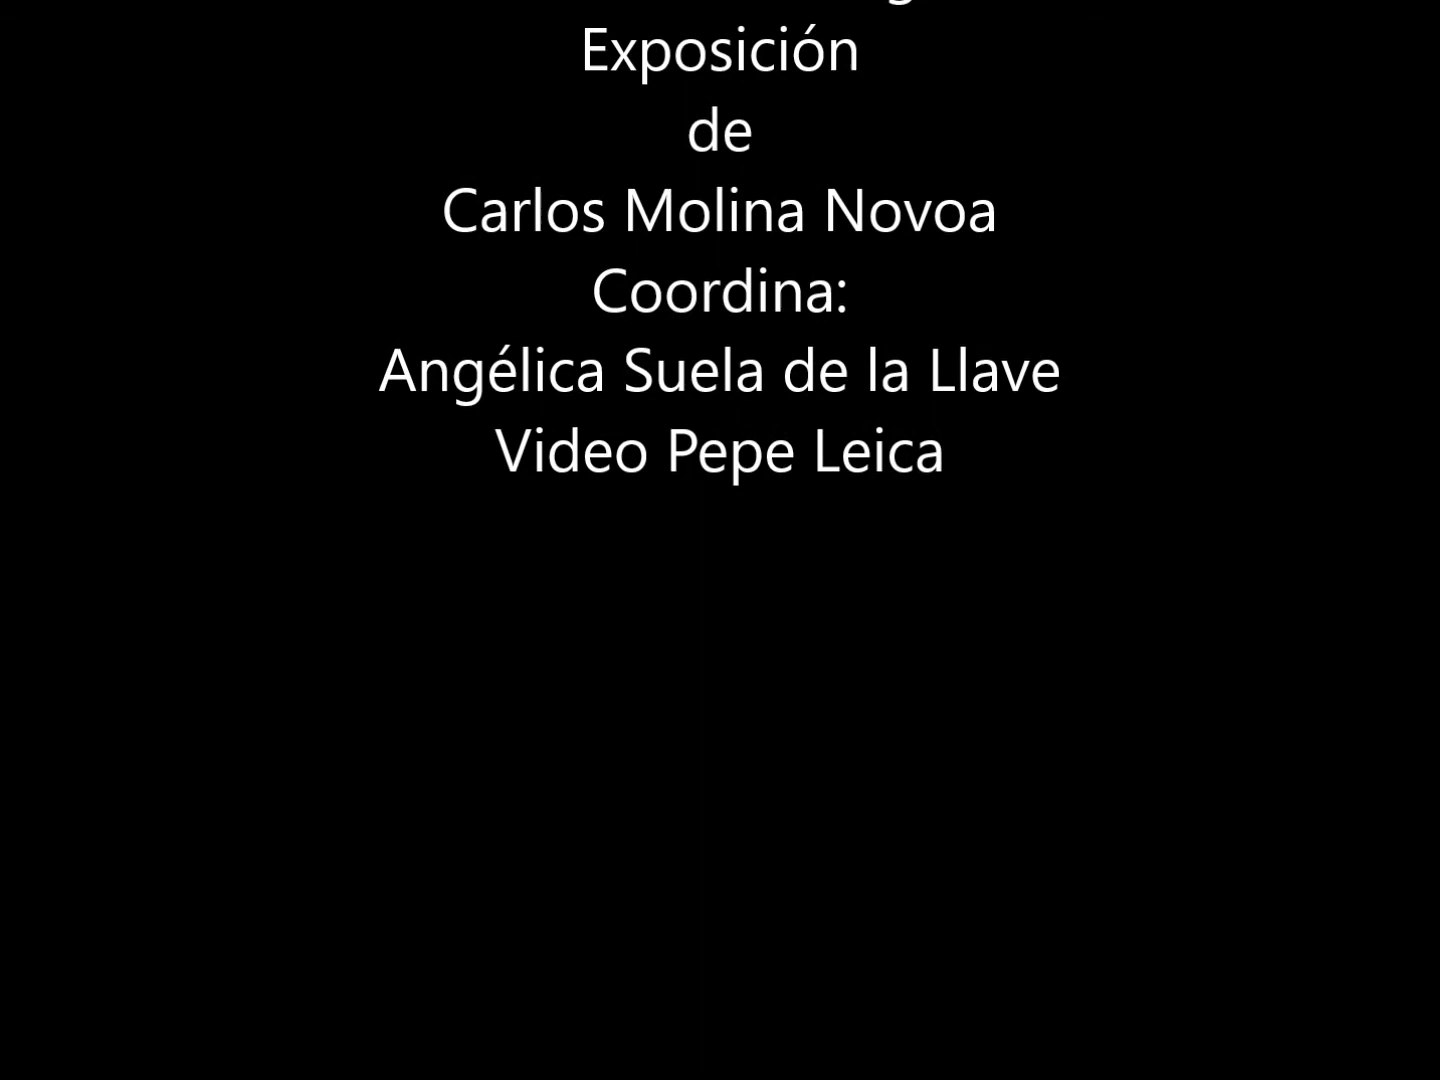 Exposición
de
Carlos Molina Novoa
Coordina:
Angélica Suela de la Llave
Video Pepe Leica